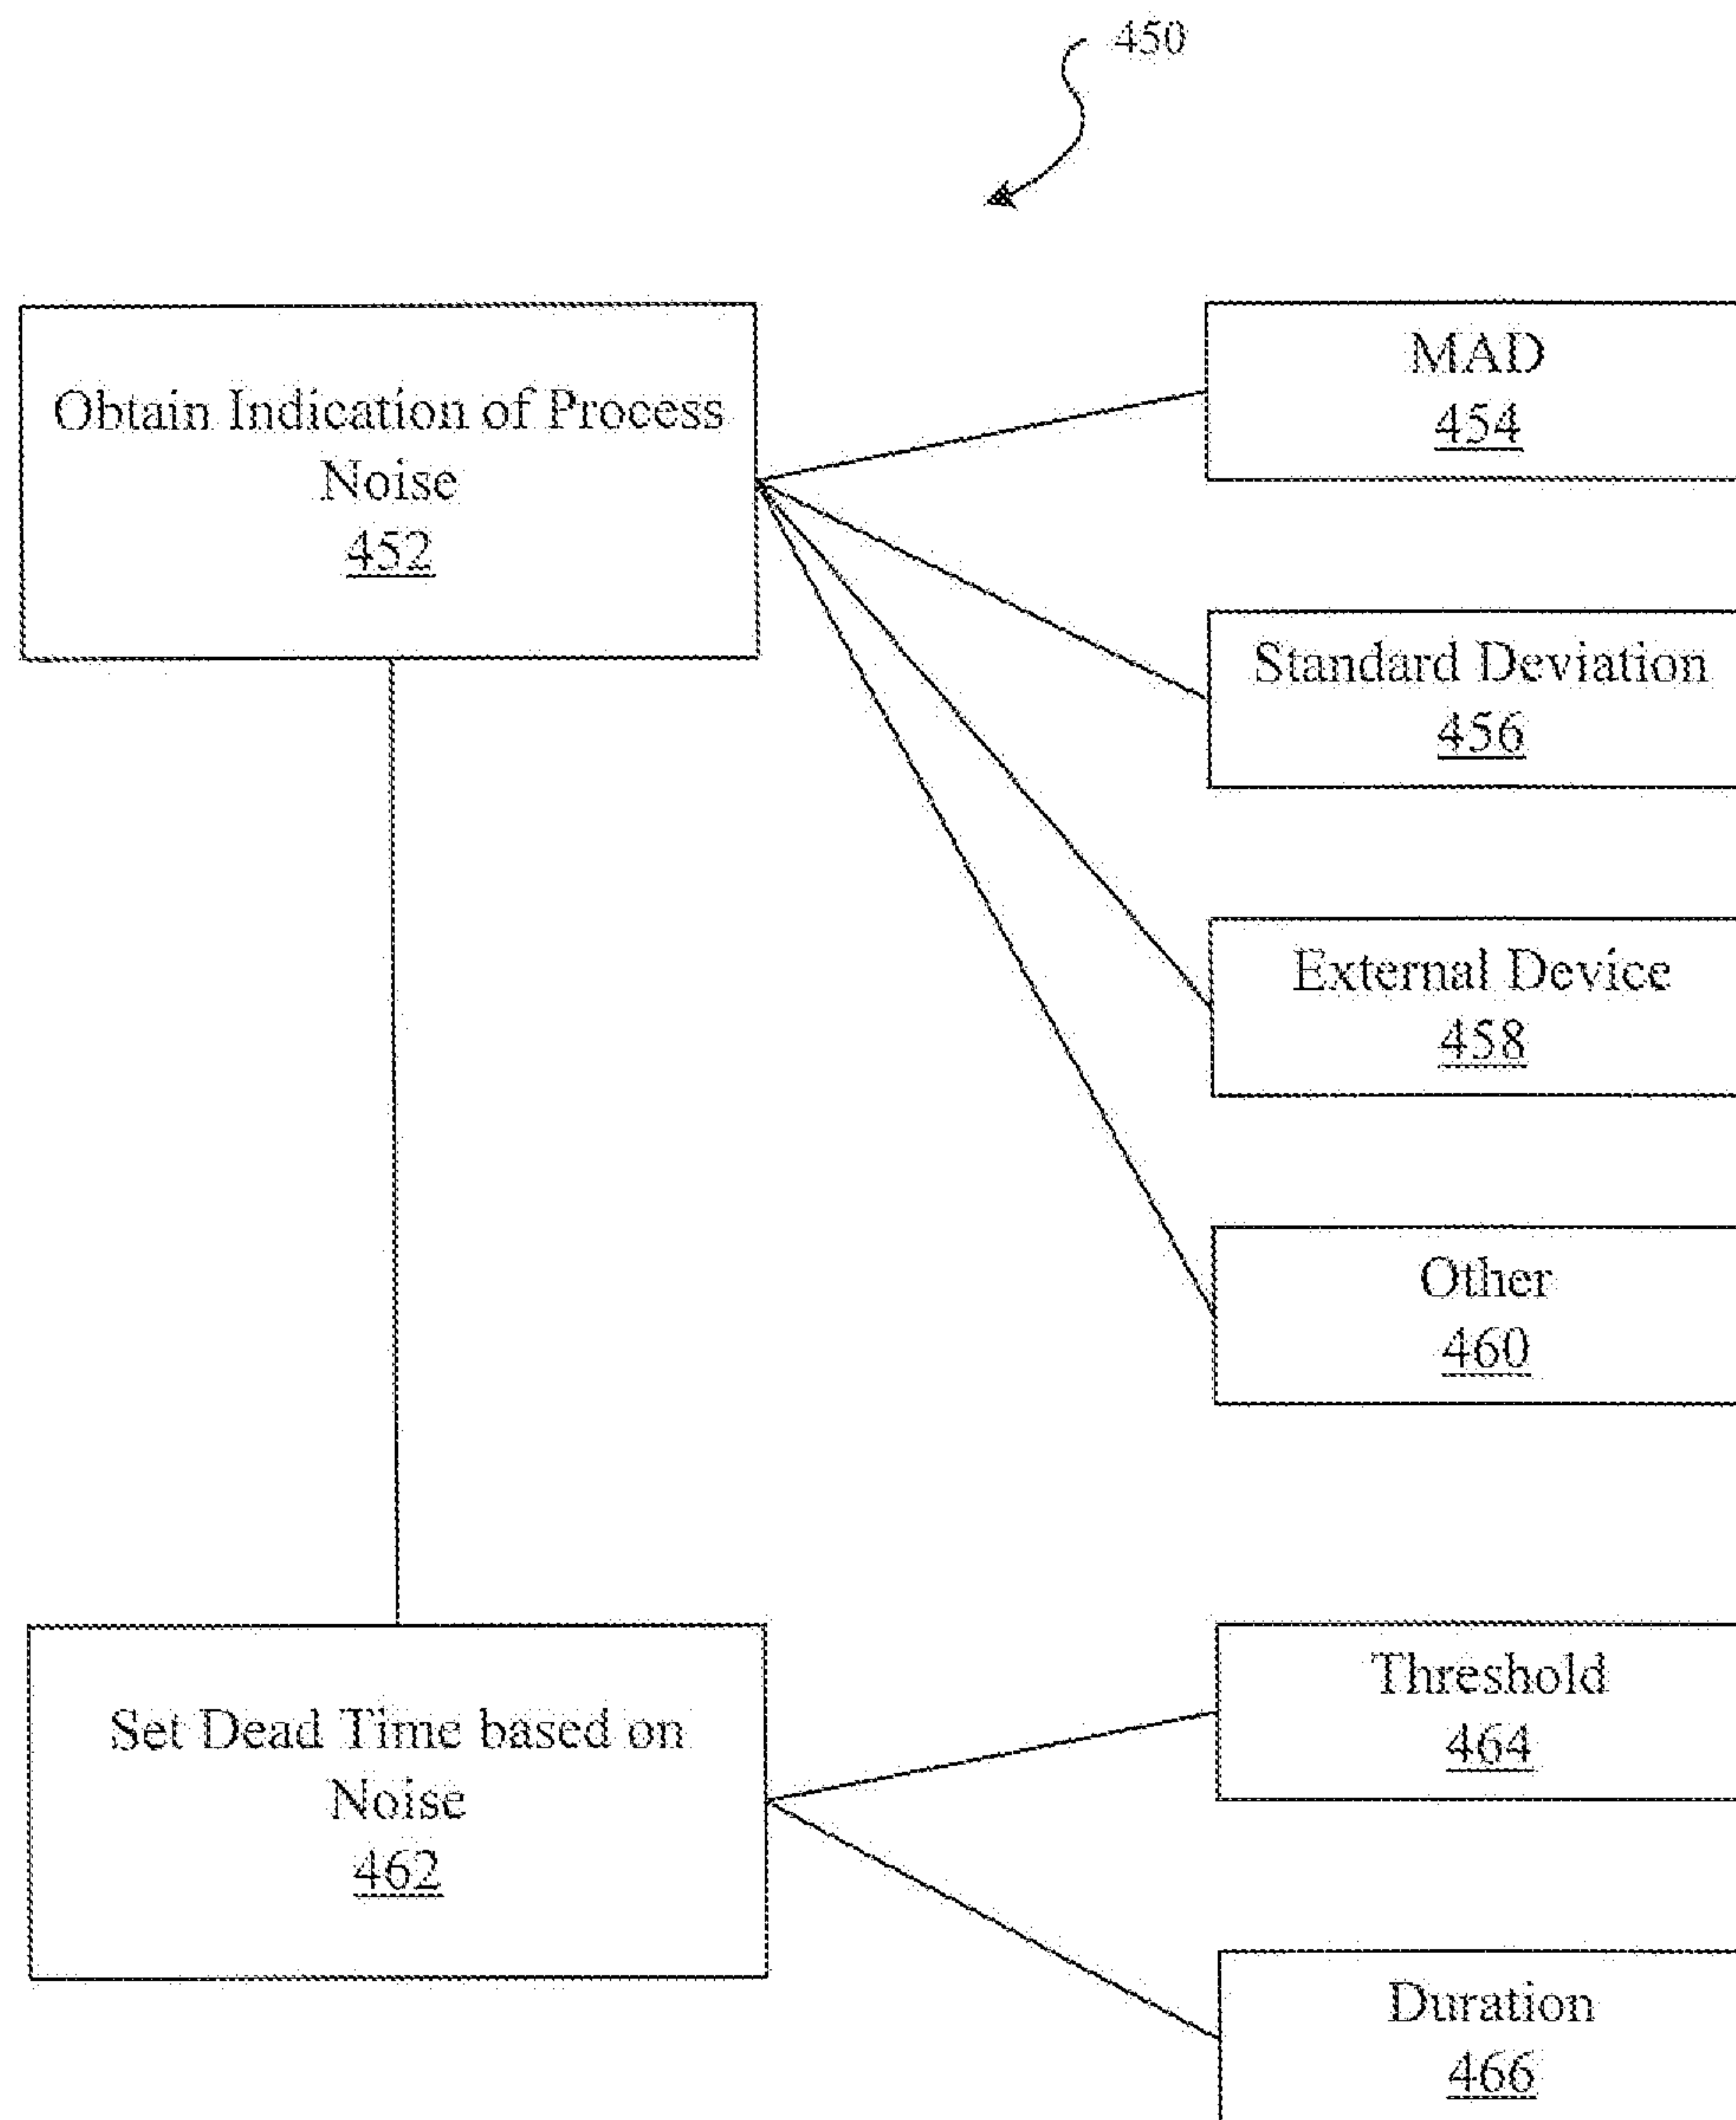 450
Obtain Indication of Process
Noise
452
MAD
454
Standard Deviation
456
External Device
458
Other
460
Set Dead Time based on
Noise
462
Threshold
464
Duration
466